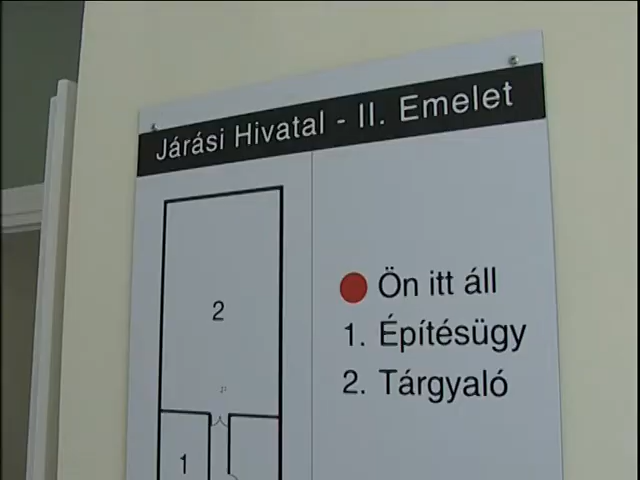 Járási Hivatal - II. Emelet
Ön itt áll
1. Építésügy
2. Tárgyaló
2
1